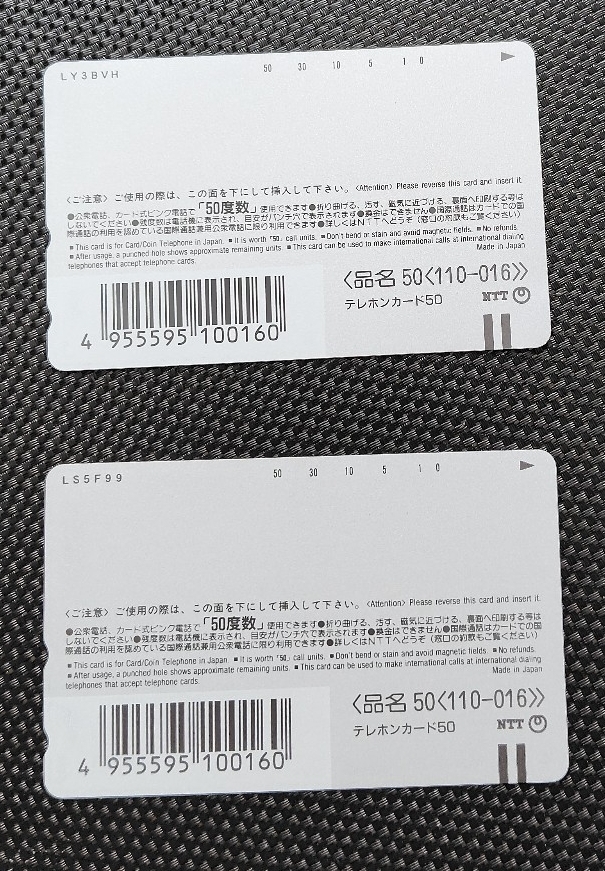 LY3BVH
50 30 10 5 1 0
〈ご注意〉ご使用の際は、この面を下にして挿入して下さい。〈Attention〉Please reverse this card and insert it.
●公衆電話、カード式ピンク電話で「50度数」使用できます●折り曲げる、汚す、磁気に近づける、裏面へ印刷する等は
しないでください●残度数は電話機に表示され、目安がパンチ穴で表示されます●換金はできません●国際通話はカードでの国
際通話の利用を認めている国際通話兼用公衆電話に限り利用できます●詳しくはNTTへどうぞ（窓口の約款もご覧ください）
■This card is for Card/Coin Telephone in Japan. ■It is worth "50" call units. ■Don't bend or stain and avoid magnetic fields. ■No refunds.
■After usage, a punched hole shows approximate remaining units. ■This card can be used to make international calls at international dialing
telephones that accept telephone cards. Made in Japan
〈品名 50〈110-016〉〉
テレホンカード50 NTT
4 955595 100160
LS5F99
50 30 10 5 1 0
〈ご注意〉ご使用の際は、この面を下にして挿入して下さい。〈Attention〉Please reverse this card and insert it.
●公衆電話、カード式ピンク電話で「50度数」使用できます●折り曲げる、汚す、磁気に近づける、裏面へ印刷する等は
しないでください●残度数は電話機に表示され、目安がパンチ穴で表示されます●換金はできません●国際通話はカードでの国
際通話の利用を認めている国際通話兼用公衆電話に限り利用できます●詳しくはNTTへどうぞ（窓口の約款もご覧ください）
■This card is for Card/Coin Telephone in Japan. ■It is worth "50" call units. ■Don't bend or stain and avoid magnetic fields. ■No refunds.
■After usage, a punched hole shows approximate remaining units. ■This card can be used to make international calls at international dialing
telephones that accept telephone cards. Made in Japan
〈品名 50〈110-016〉〉
テレホンカード50 NTT
4 955595 100160